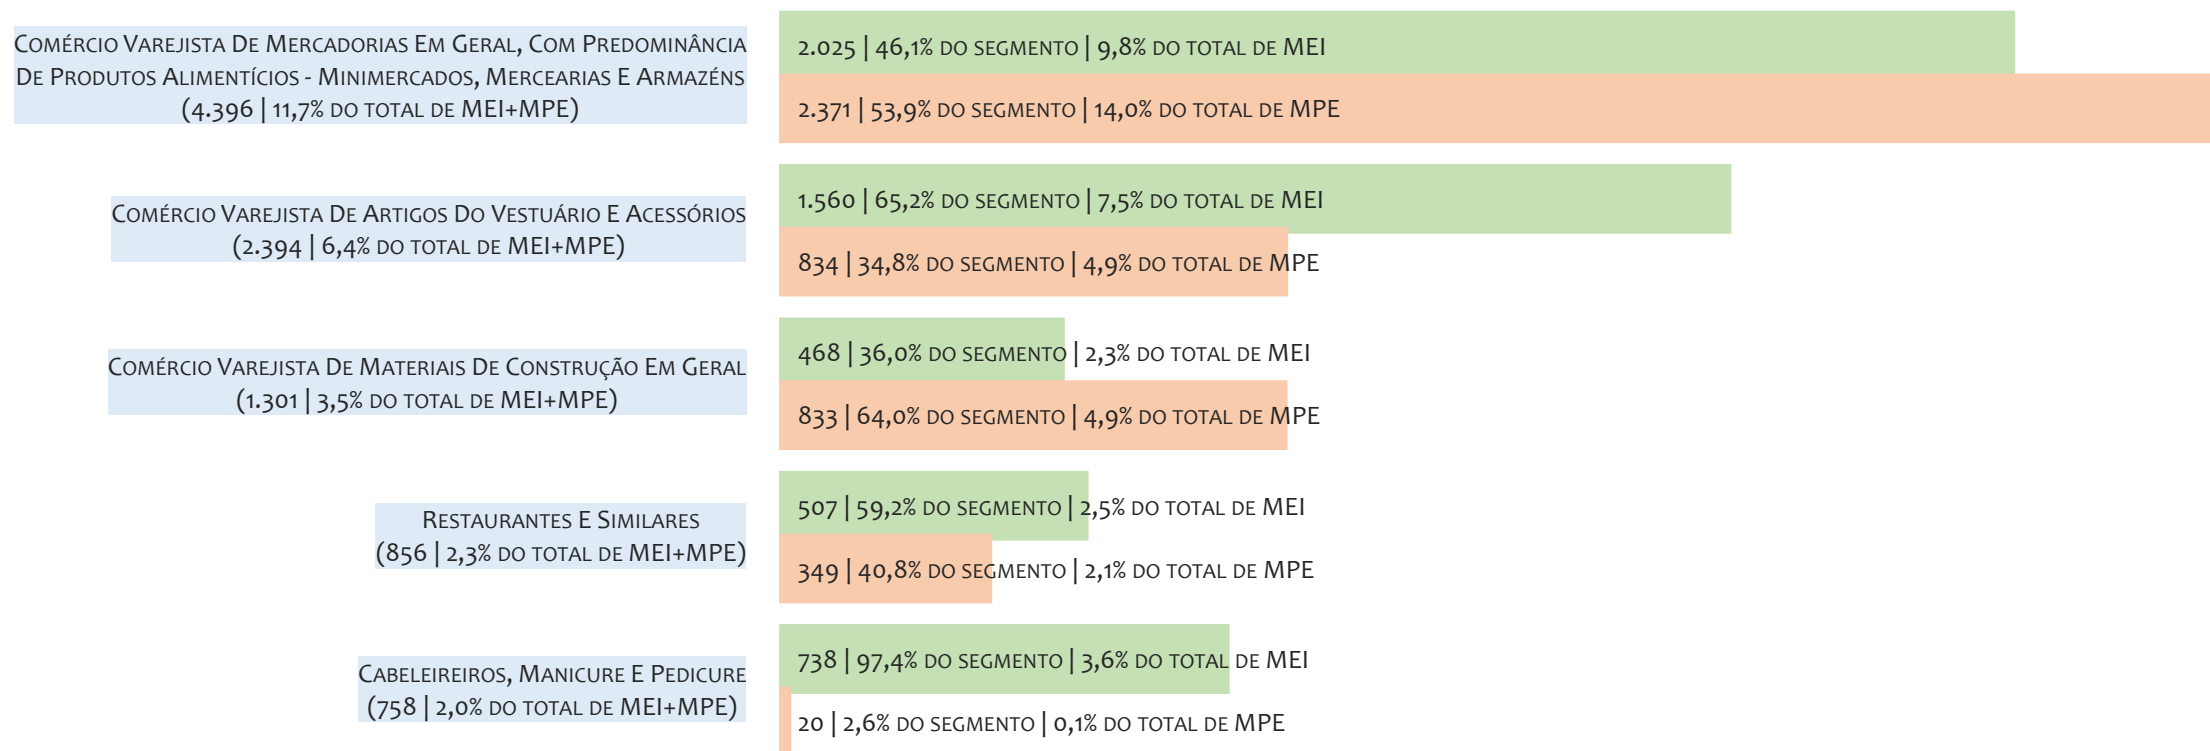 Comércio Varejista De Mercadorias Em Geral, Com Predominância
De Produtos Alimentícios - Minimercados, Mercearias E Armazéns
(4.396 | 11,7% do total de MEI+MPE)
2.025 | 46,1% do segmento | 9,8% do total de MEI
2.371 | 53,9% do segmento | 14,0% do total de MPE
Comércio Varejista De Artigos Do Vestuário E Acessórios
(2.394 | 6,4% do total de MEI+MPE)
1.560 | 65,2% do segmento | 7,5% do total de MEI
834 | 34,8% do segmento | 4,9% do total de MPE
Comércio Varejista De Materiais De Construção Em Geral
(1.301 | 3,5% do total de MEI+MPE)
468 | 36,0% do segmento | 2,3% do total de MEI
833 | 64,0% do segmento | 4,9% do total de MPE
Restaurantes E Similares
(856 | 2,3% do total de MEI+MPE)
507 | 59,2% do segmento | 2,5% do total de MEI
349 | 40,8% do segmento | 2,1% do total de MPE
Cabeleireiros, Manicure E Pedicure
(758 | 2,0% do total de MEI+MPE)
738 | 97,4% do segmento | 3,6% do total de MEI
20 | 2,6% do segmento | 0,1% do total de MPE